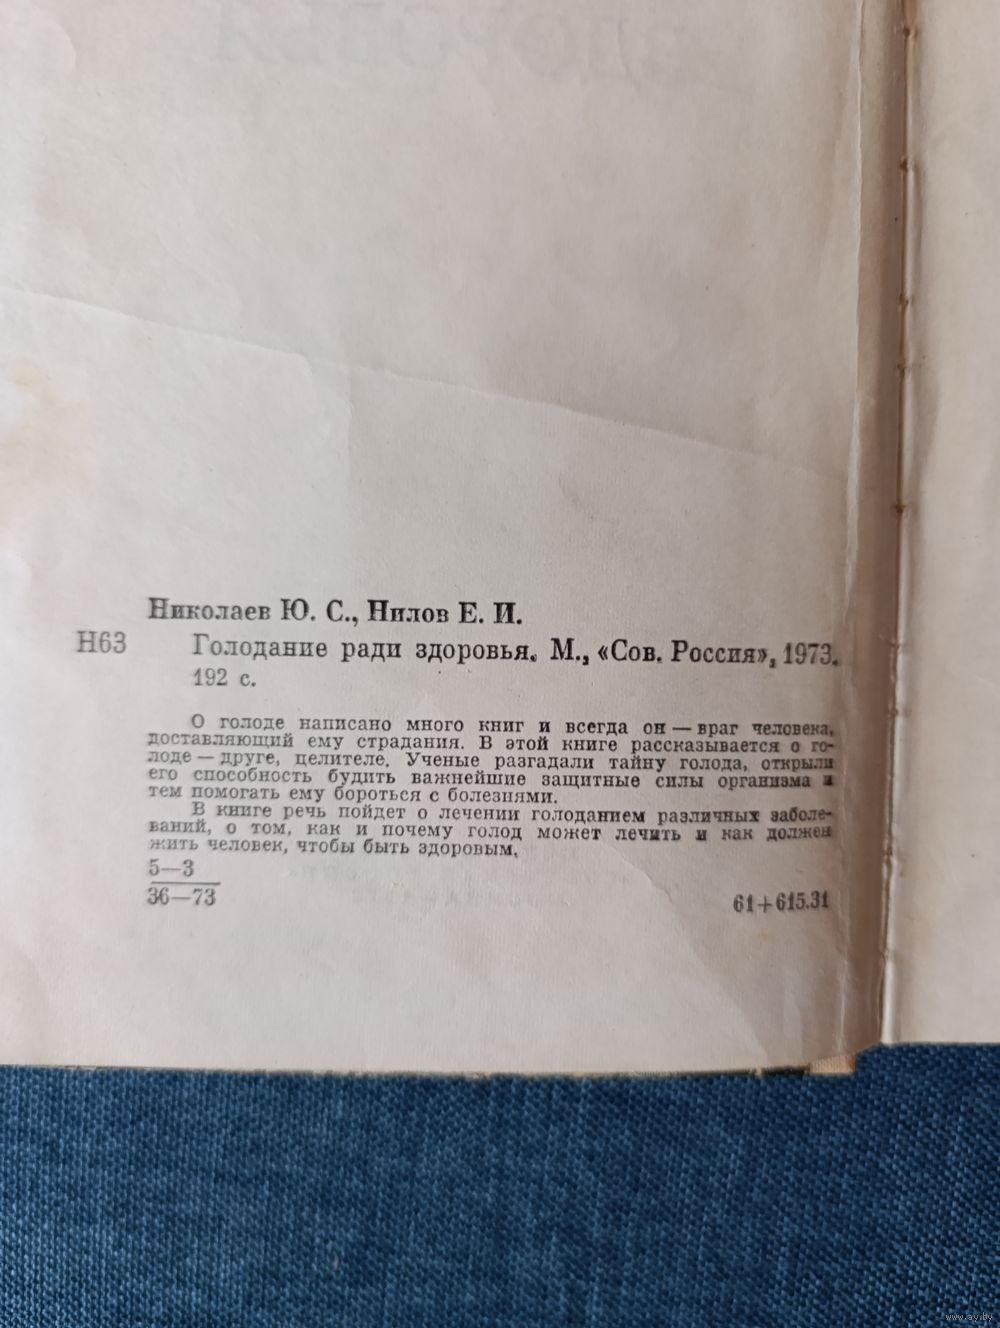 Николаев Ю. С., Нилов Е. И.
Н63 Голодание ради здоровья. М., «Сов. Россия», 1973.
192 с.
О голоде написано много книг и всегда он — враг человека,
доставляющий ему страдания. В этой книге рассказывается о го-
лоде — друге, целителе. Ученые разгадали тайну голода, открыли
его способность будить важнейшие защитные силы организма и
тем помогать ему бороться с болезнями.
В книге речь пойдет о лечении голоданием различных заболе-
ваний, о том, как и почему голод может лечить и как должен
жить человек, чтобы быть здоровым.
5—3
36—73
61+615.31
www.ay.by